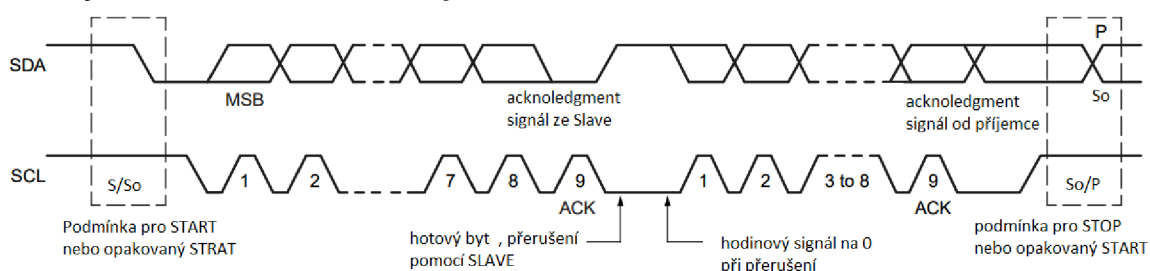 P
SDA
MSB
acknoledgment
signál ze Slave
acknoledgment
signál od příjemce
So
SCL
S/So
1
2
7
8
9
1
2
3 to 8
9
So/P
ACK
ACK
Podmínka pro START
nebo opakovaný STRAT
hotový byt , přerušení
pomocí SLAVE
hodinový signál na 0
při přerušení
podmínka pro STOP
nebo opakovaný START